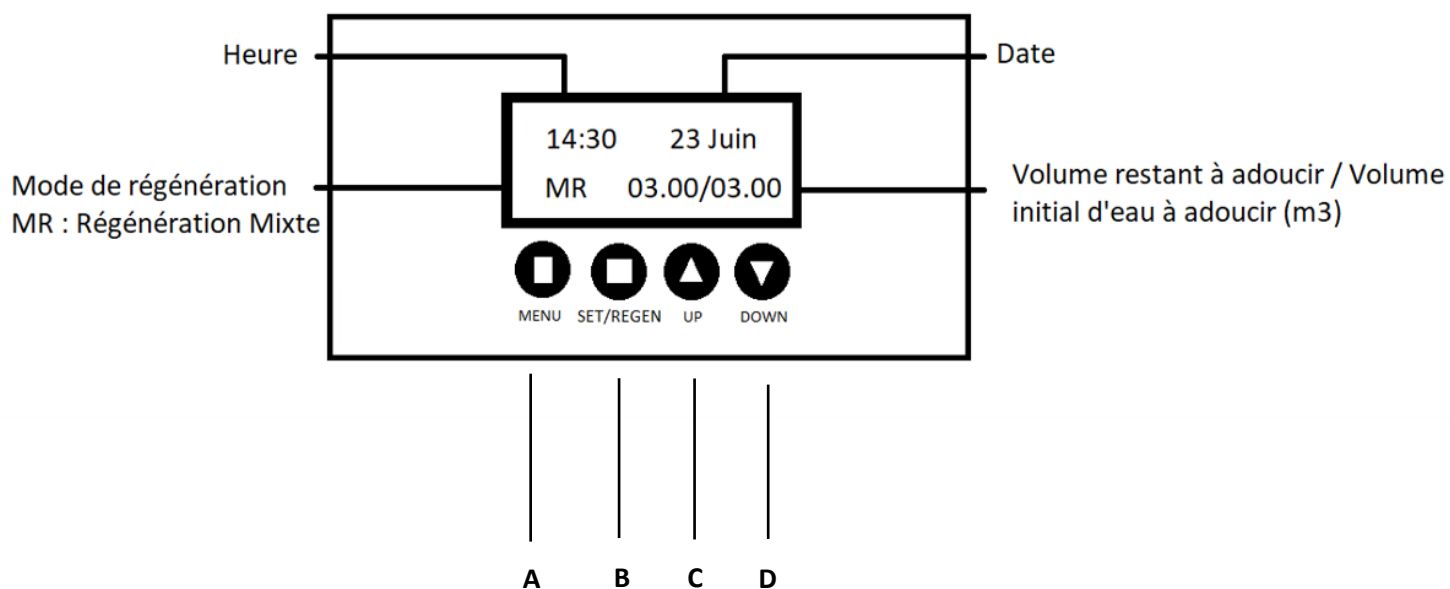 Heure
Date
14:30 23 Juin
MR 03.00/03.00
Mode de régénération
MR : Régénération Mixte
Volume restant à adoucir / Volume
initial d'eau à adoucir (m3)
MENU SET/REGEN UP DOWN
A B C D